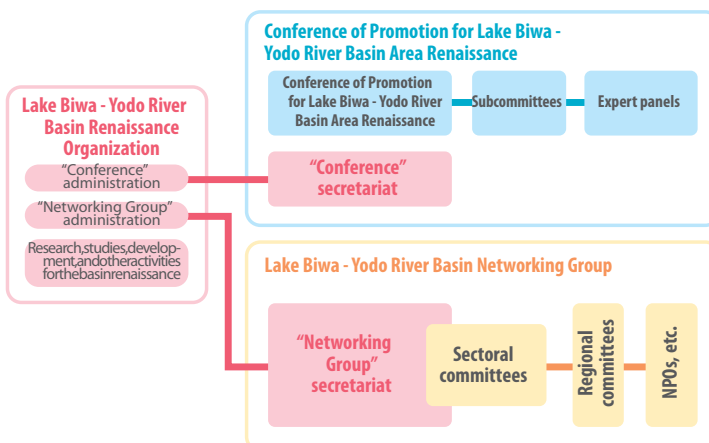 Conference of Promotion for Lake Biwa -
Yodo River Basin Area Renaissance
Conference of Promotion
for Lake Biwa - Yodo River
Basin Area Renaissance
Subcommittees
Expert panels
Lake Biwa - Yodo River
Basin Renaissance
Organization
"Conference"
administration
"Networking Group"
administration
Research,studies,develop-
ment,andotheractivities
forthebasinrenaissance
"Conference"
secretariat
Lake Biwa - Yodo River Basin Networking Group
"Networking
Group"
secretariat
Sectoral
committees
Regional
committees
NPOs, etc.